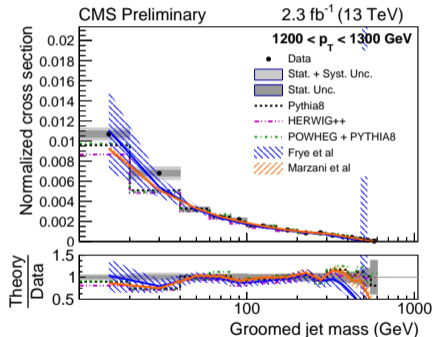 CMS Preliminary
2.3 fb⁻¹ (13 TeV)
Normalized cross section
0.02
0.018
0.016
0.014
0.012
0.01
0.008
0.006
0.004
0.002
0
1200 < p_T < 1300 GeV
Data
Stat. + Syst. Unc.
Stat. Unc.
Pythia8
HERWIG++
POWHEG + PYTHIA8
Frye et al
Marzani et al
Theory
Data
1.5
1
0.5
100
1000
Groomed jet mass (GeV)